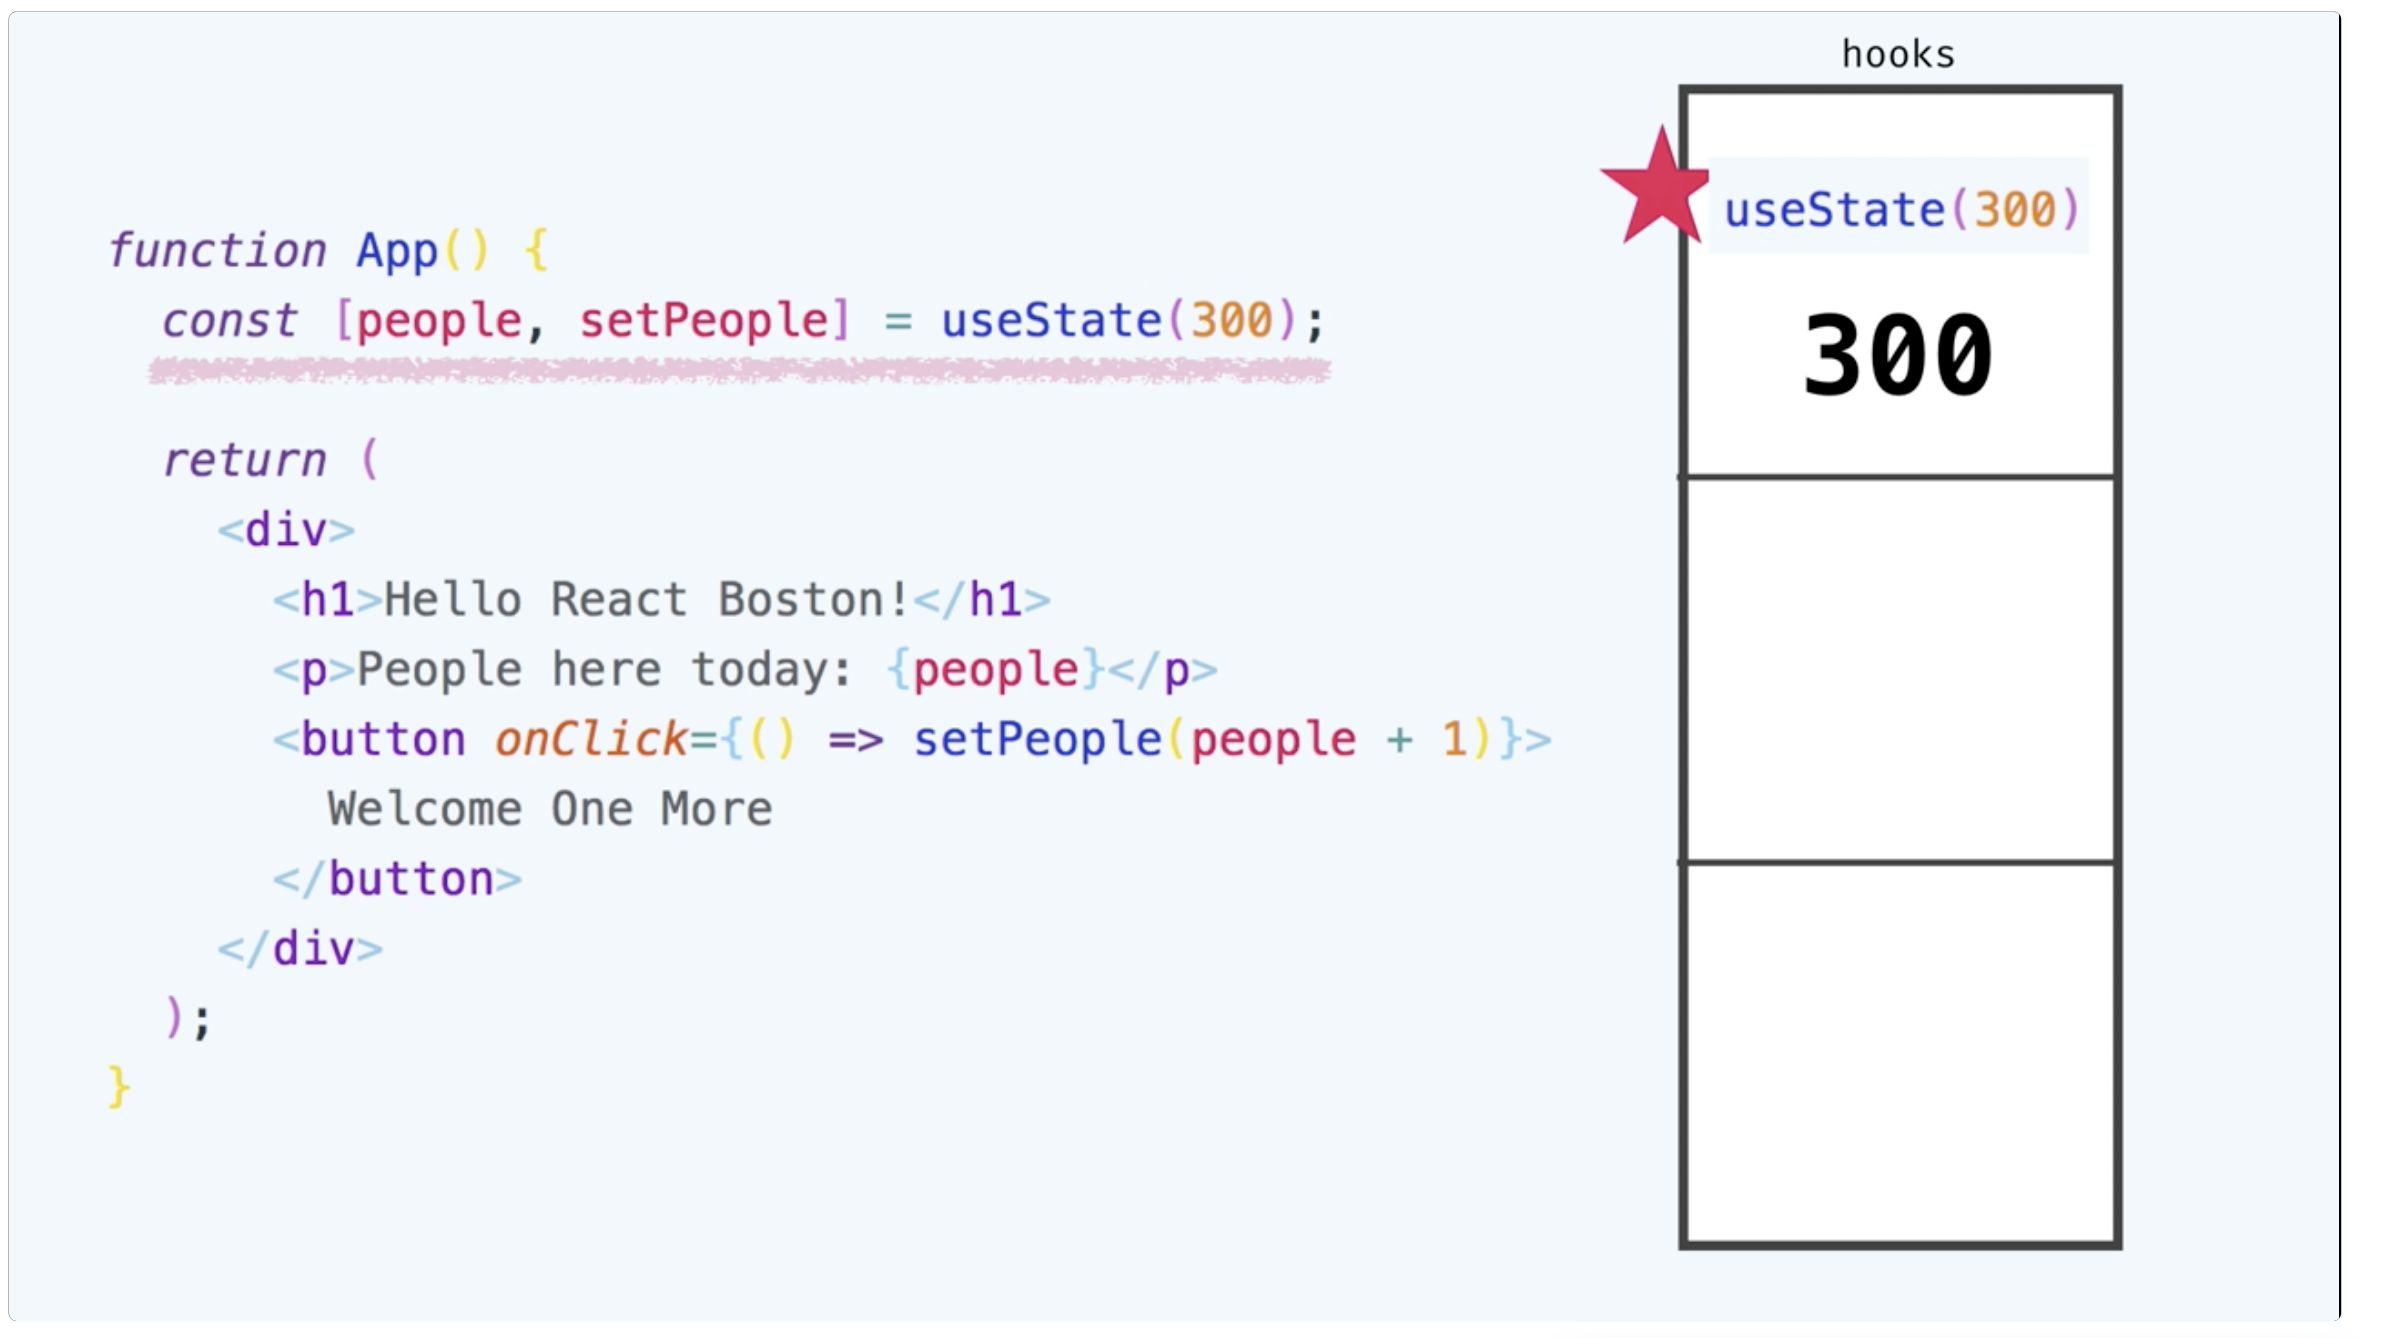 function App() {
  const [people, setPeople] = useState(300);
  return (
    <div>
      <h1>Hello React Boston!</h1>
      <p>People here today: {people}</p>
      <button onClick={() => setPeople(people + 1)}>
        Welcome One More
      </button>
    </div>
  );
}
hooks
useState(300)
300